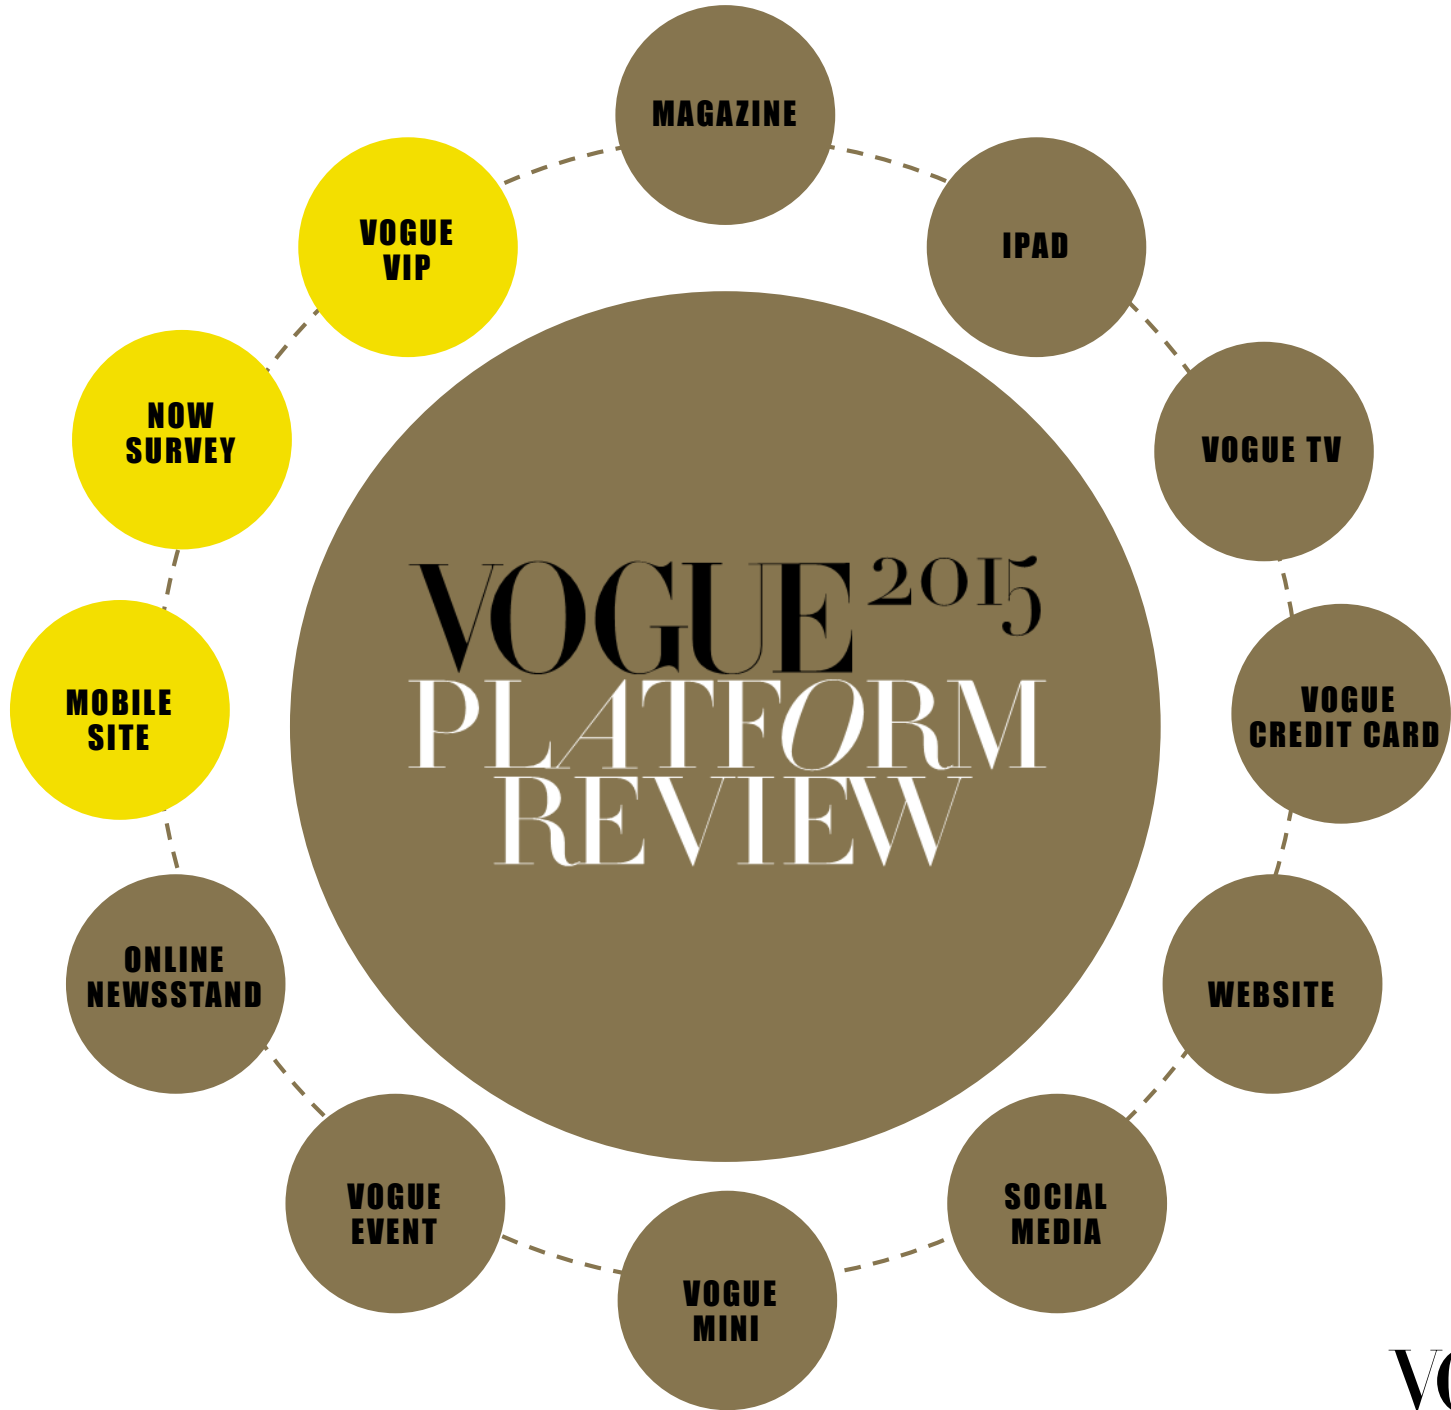 MAGAZINE
IPAD
VOGUE TV
VOGUE
CREDIT CARD
WEBSITE
SOCIAL
MEDIA
VOGUE
MINI
VOGUE
EVENT
ONLINE
NEWSSTAND
MOBILE
SITE
NOW
SURVEY
VOGUE
VIP
VOGUE 2015
PLATFORM
REVIEW